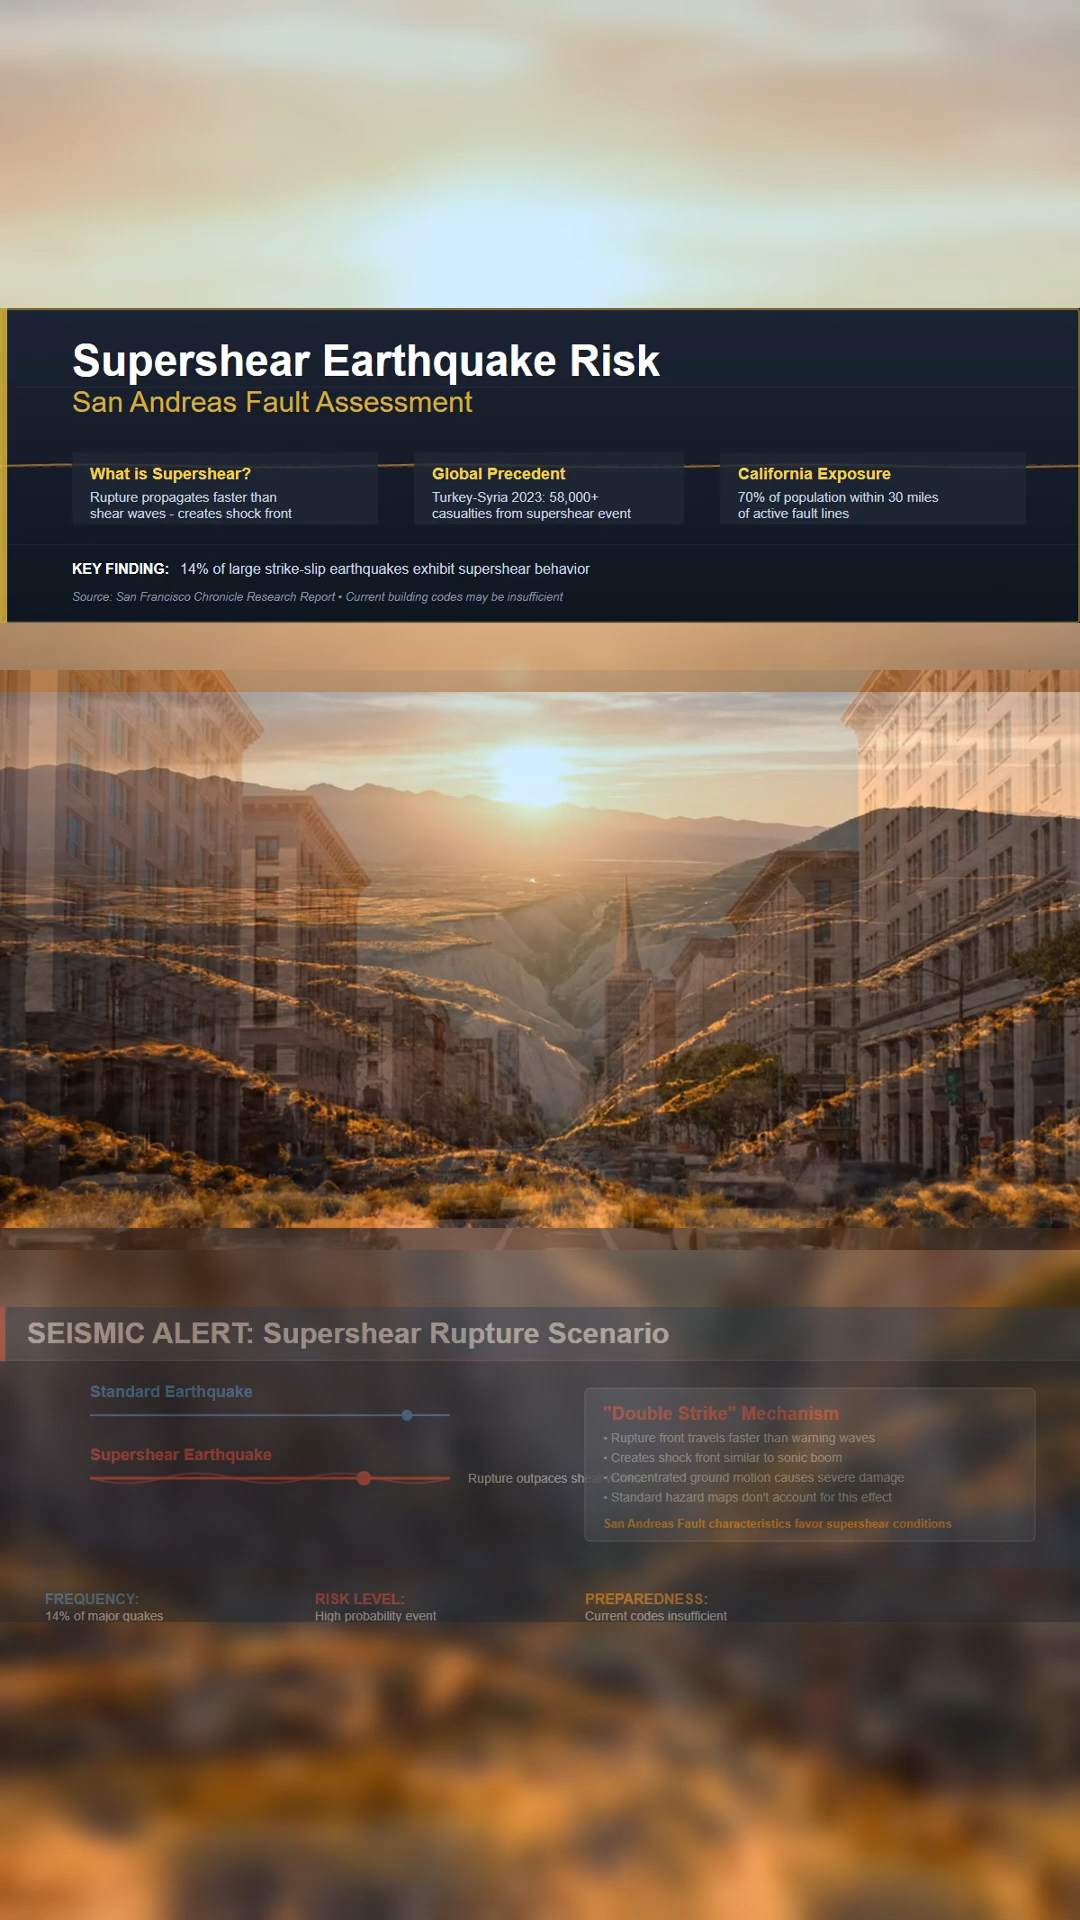 Supershear Earthquake Risk
San Andreas Fault Assessment
What is Supershear?
Rupture propagates faster than
shear waves - creates shock front
Global Precedent
Turkey-Syria 2023: 58,000+
casualties from supershear event
California Exposure
70% of population within 30 miles
of active fault lines
KEY FINDING: 14% of large strike-slip earthquakes exhibit supershear behavior
Source: San Francisco Chronicle Research Report • Current building codes may be insufficient
SEISMIC ALERT: Supershear Rupture Scenario
Standard Earthquake
Supershear Earthquake
Rupture outpaces
"Double Strike" Mechanism
• Rupture front travels faster than warning waves
• Creates shock front similar to sonic boom
• Concentrated ground motion causes severe damage
• Standard hazard maps don't account for this effect
San Andreas Fault characteristics favor supershear conditions
FREQUENCY:
14% of major quakes
RISK LEVEL:
High probability event
PREPAREDNESS:
Current codes insufficient